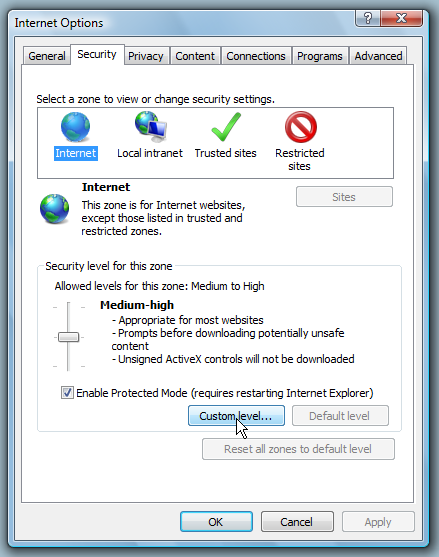 Internet Options
?
General Security Privacy Content Connections Programs Advanced
Select a zone to view or change security settings.
Internet Local intranet Trusted sites Restricted
sites
Internet
Sites
This zone is for Internet websites,
except those listed in trusted and
restricted zones.
Security level for this zone
Allowed levels for this zone: Medium to High
Medium-high
- Appropriate for most websites
- Prompts before downloading potentially unsafe
content
- Unsigned ActiveX controls will not be downloaded
Enable Protected Mode (requires restarting Internet Explorer)
Custom level... Default level
Reset all zones to default level
OK Cancel Apply